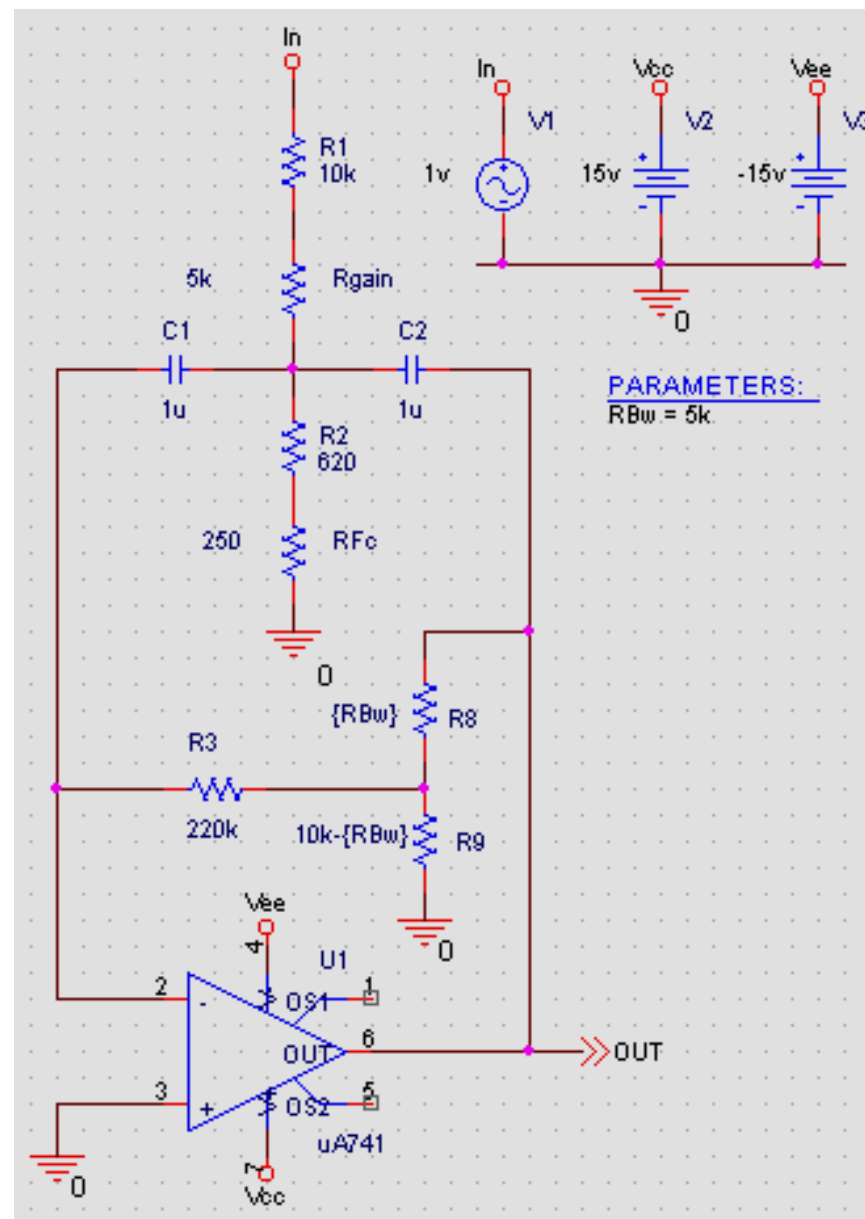 In
R1
10k
5k
Rgain
In
V1
1v
Vcc
V2
15v
Vee
V3
-15v
0
C1
1u
C2
1u
PARAMETERS:
RBw = 5k
R2
620
250
RFc
0
{RBw}
R8
R3
220k
10k-{RBw}
R9
0
Vee
4
U1
2
-
OS1
1
OUT
6
OUT
3
+
OS2
5
uA741
7
Vcc
0